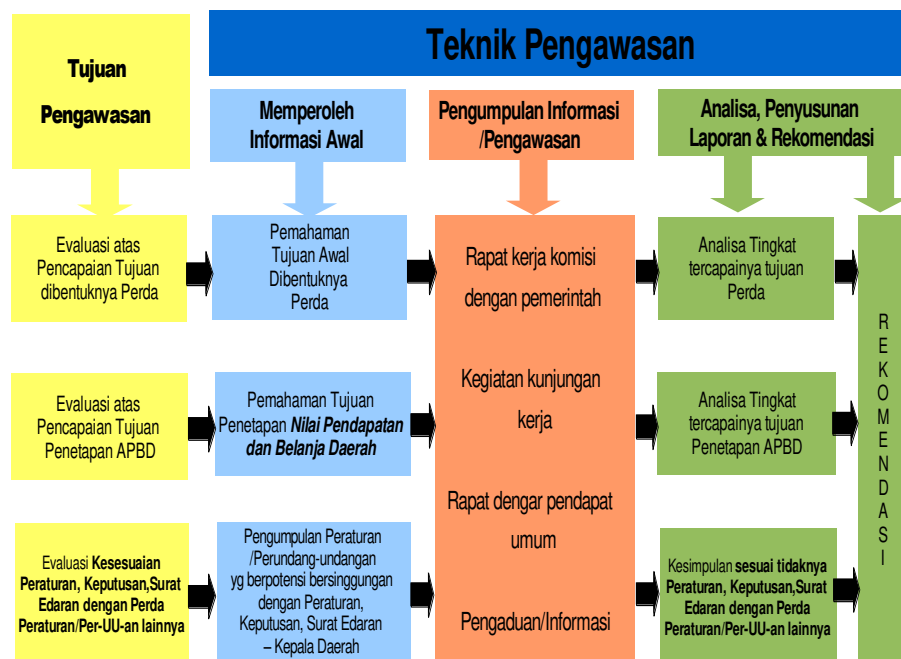 Teknik Pengawasan
Tujuan
Pengawasan
Memperoleh
Informasi Awal
Pengumpulan Informasi
/Pengawasan
Analisa, Penyusunan
Laporan & Rekomendasi
Evaluasi atas
Pencapaian Tujuan
dibentuknya Perda
Pemahaman
Tujuan Awal
Dibentuknya
Perda
Rapat kerja komisi
dengan pemerintah
Kegiatan kunjungan
kerja
Rapat dengar pendapat
umum
Pengaduan/Informasi
Analisa Tingkat
tercapainya tujuan
Perda
Evaluasi atas
Pencapaian Tujuan
Penetapan APBD
Pemahaman Tujuan
Penetapan Nilai Pendapatan
dan Belanja Daerah
Analisa Tingkat
tercapainya tujuan
Penetapan APBD
Evaluasi Kesesuaian
Peraturan, Keputusan,Surat
Edaran dengan Perda
Peraturan/Per-UU-an lainnya
Pengumpulan Peraturan
/Perundang-undangan
yg berpotensi bersinggungan
dengan Peraturan,
Keputusan, Surat Edaran
– Kepala Daerah
Kesimpulan sesuai tidaknya
Peraturan, Keputusan,Surat
Edaran dengan Perda
Peraturan/Per-UU-an lainnya
R
E
K
O
M
E
N
D
A
S
I